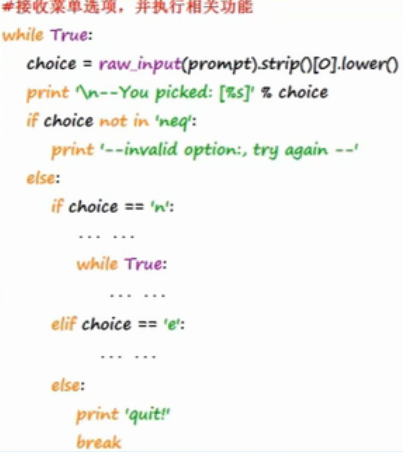 #接收菜单选项，并执行相关功能
while True:
choice = raw_input(prompt).strip()[0].lower()
print '\n--You picked: [%s]' % choice
if choice not in 'neq':
print '--invalid option:, try again --'
else:
if choice == 'n':
... ...
while True:
... ...
elif choice == 'e':
... ...
else:
print 'quit!'
break